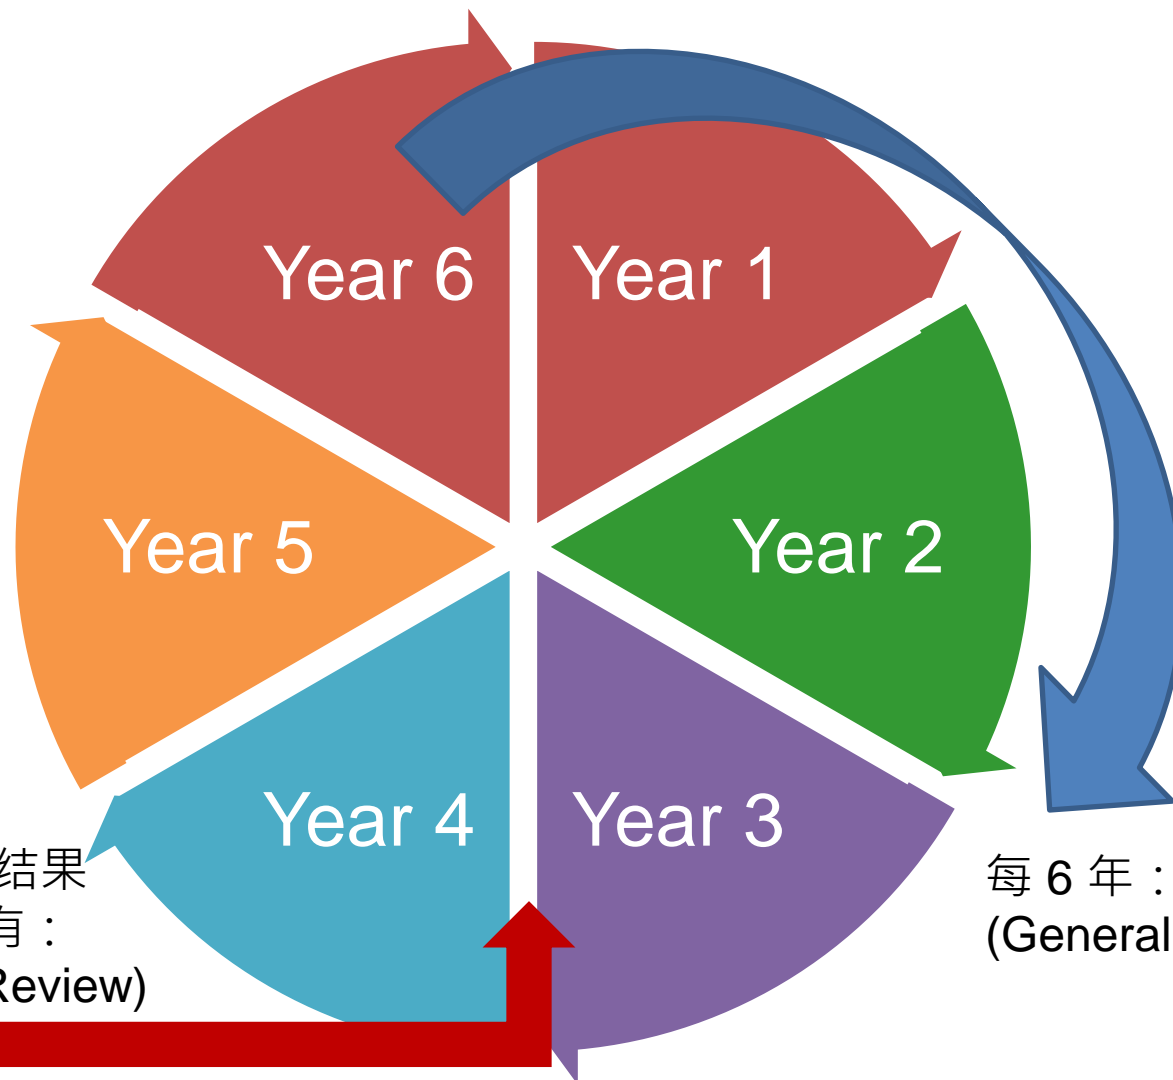 Year 6
Year 1
Year 5
Year 2
Year 4
Year 3
结果
有：
Review)
每 6 年：
(General